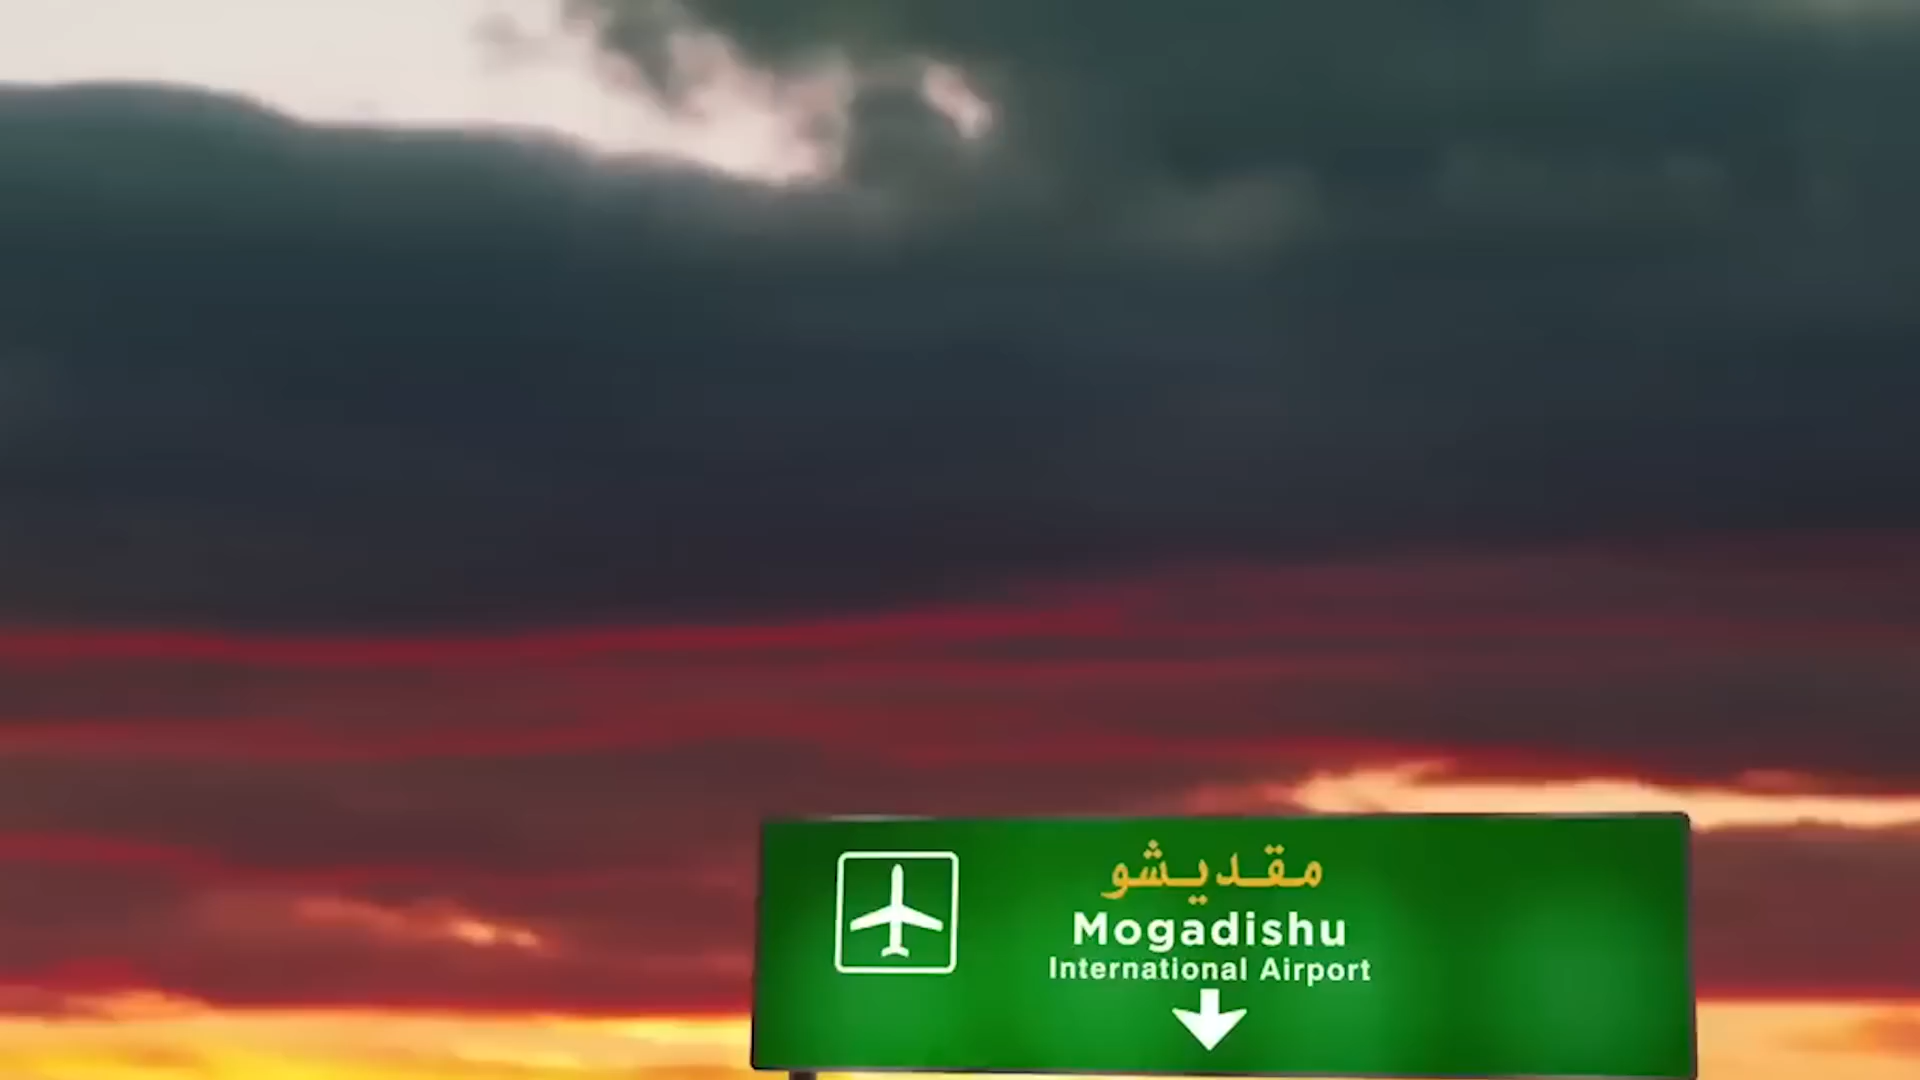 مقديشو
Mogadishu
International Airport